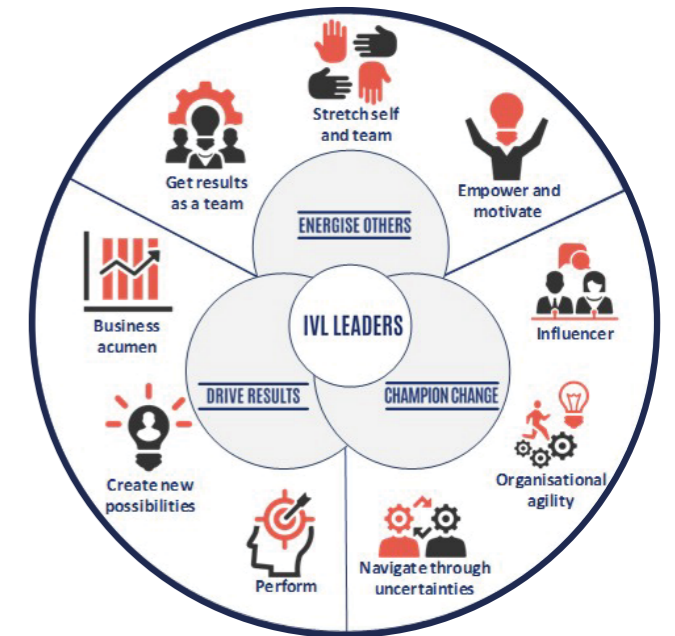 Stretch self
and team
Get results
as a team
Empower and
motivate
ENERGISE OTHERS
Business
acumen
IVL LEADERS
Influencer
DRIVE RESULTS
CHAMPION CHANGE
Create new
possibilities
Organisational
agility
Perform
Navigate through
uncertainties